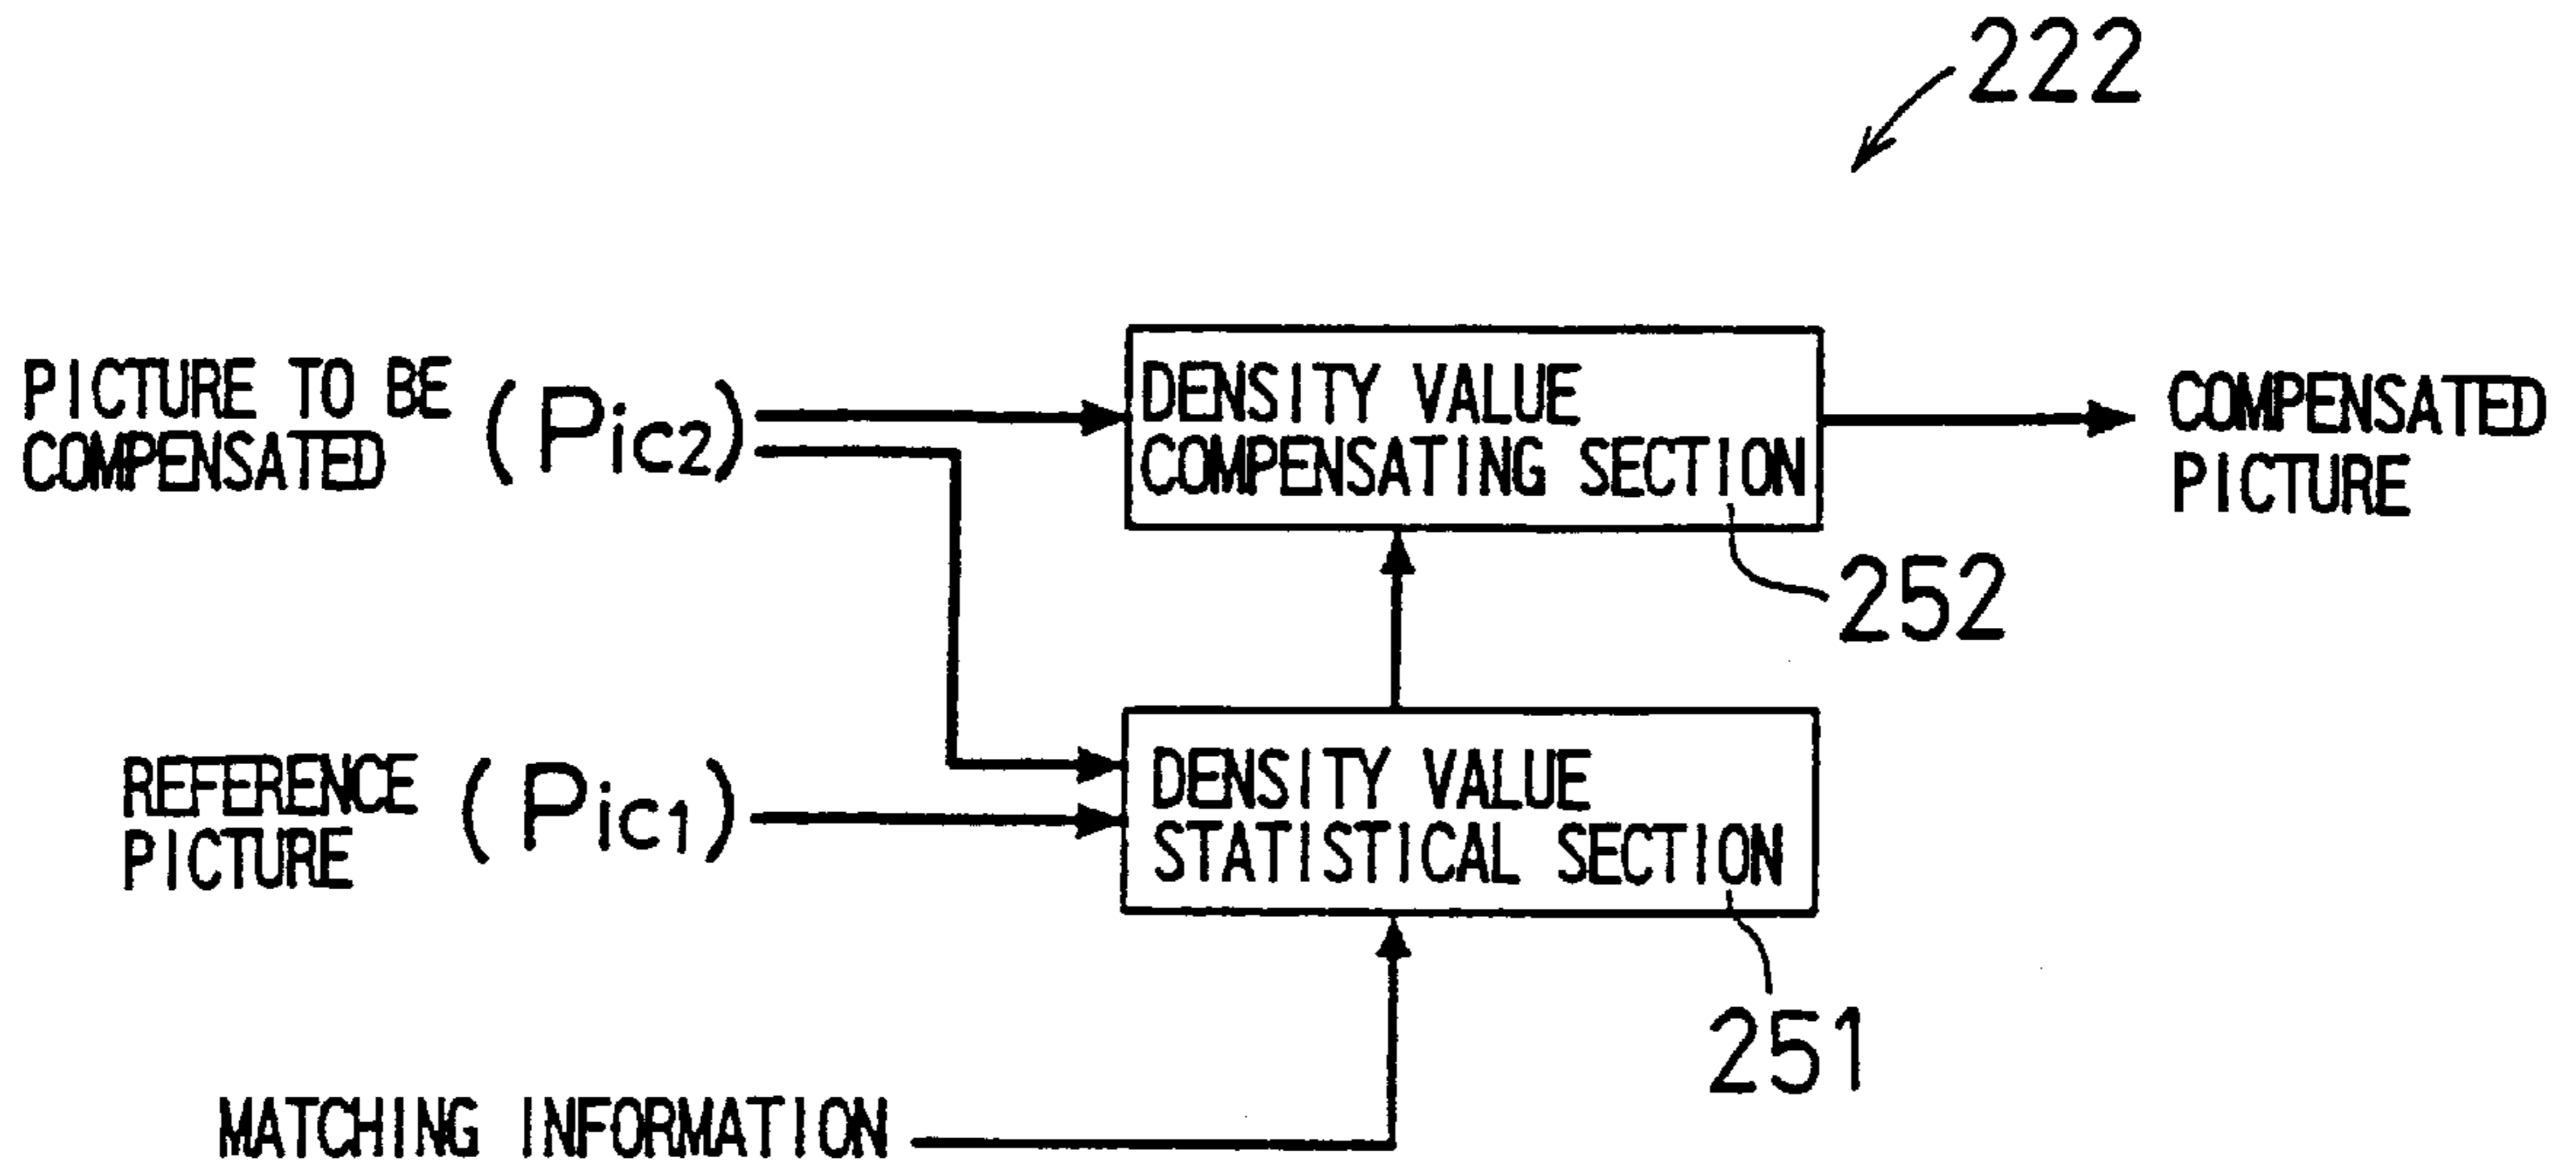 222
PICTURE TO BE
COMPENSATED (Pic2)
DENSITY VALUE
COMPENSATING SECTION
COMPENSATED
PICTURE
252
REFERENCE
PICTURE (Pic1)
DENSITY VALUE
STATISTICAL SECTION
251
MATCHING INFORMATION